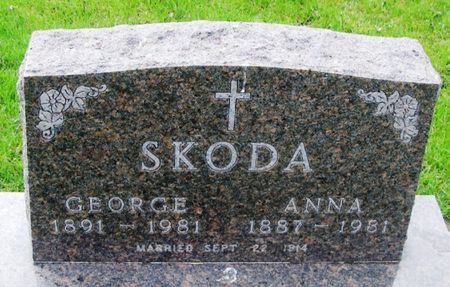 SKODA
GEORGE ANNA
1891 - 1981 1887 - 1981
MARRIED SEPT 22 1914